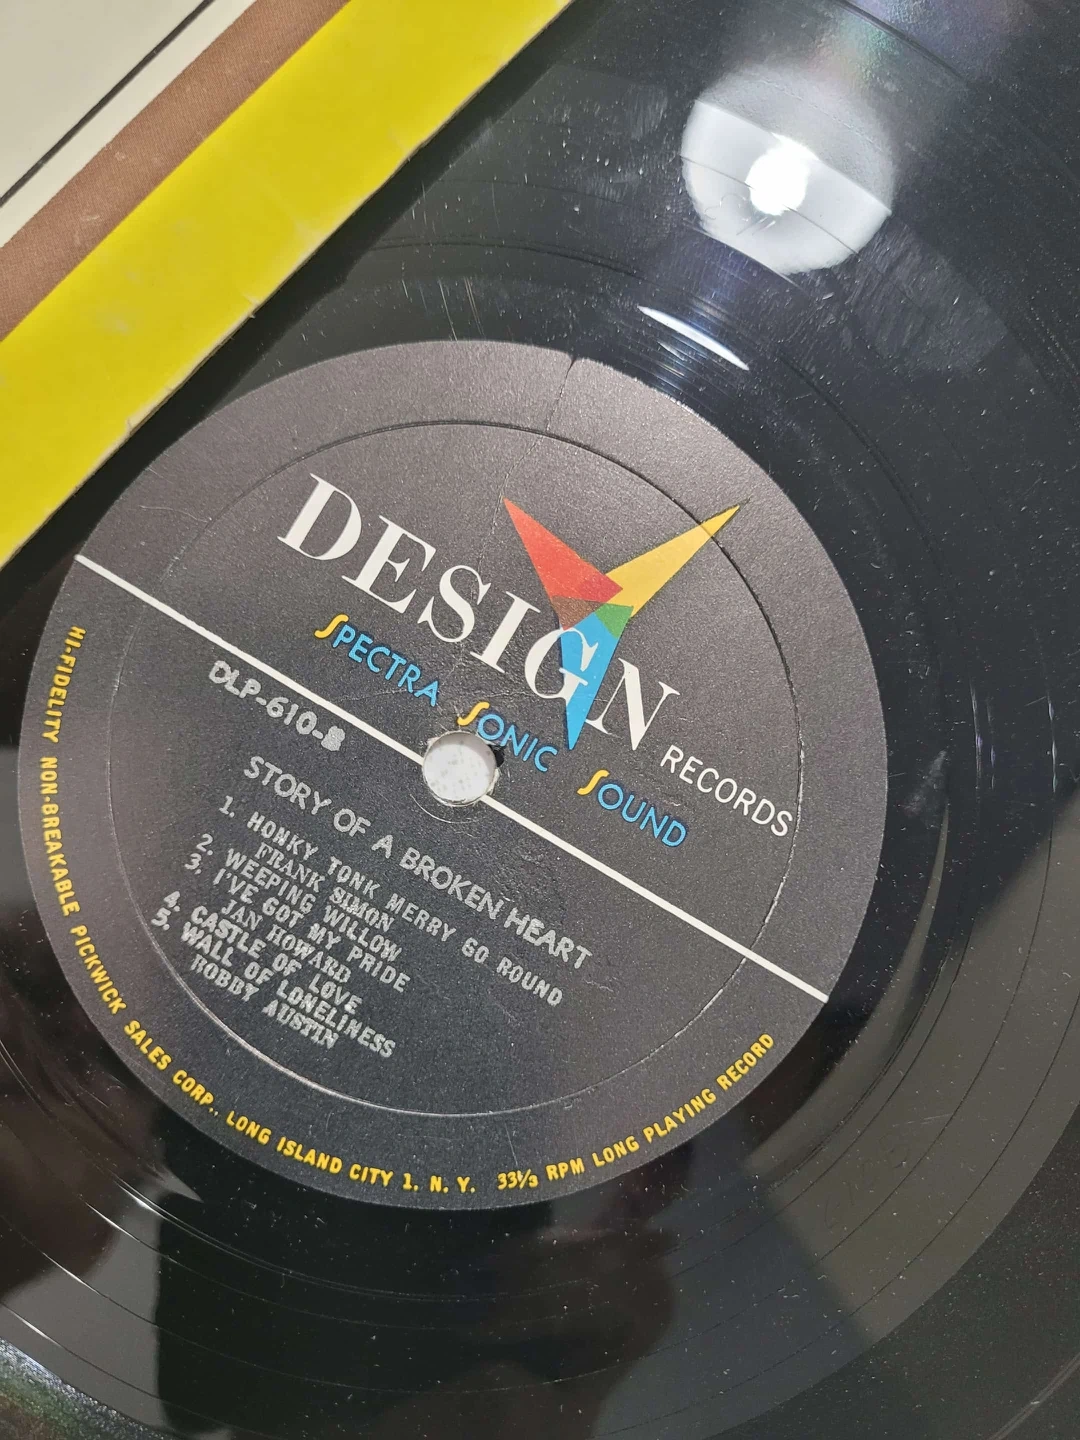 DESIGN RECORDS
SPECTRA SONIC SOUND
DLP-610-B
STORY OF A BROKEN HEART
1. HONKY TONK MERRY GO ROUND
FRANK SIMON
2. WEEPING WILLOW
3. I'VE GOT MY PRIDE
JAN HOWARD
4. CASTLE OF LOVE
5. WALL OF LONELINESS
BOBBY AUSTIN
HI-FIDELITY NON-BREAKABLE PICKWICK SALES CORP., LONG ISLAND CITY 1, N. Y. 33⅓ RPM LONG PLAYING RECORD